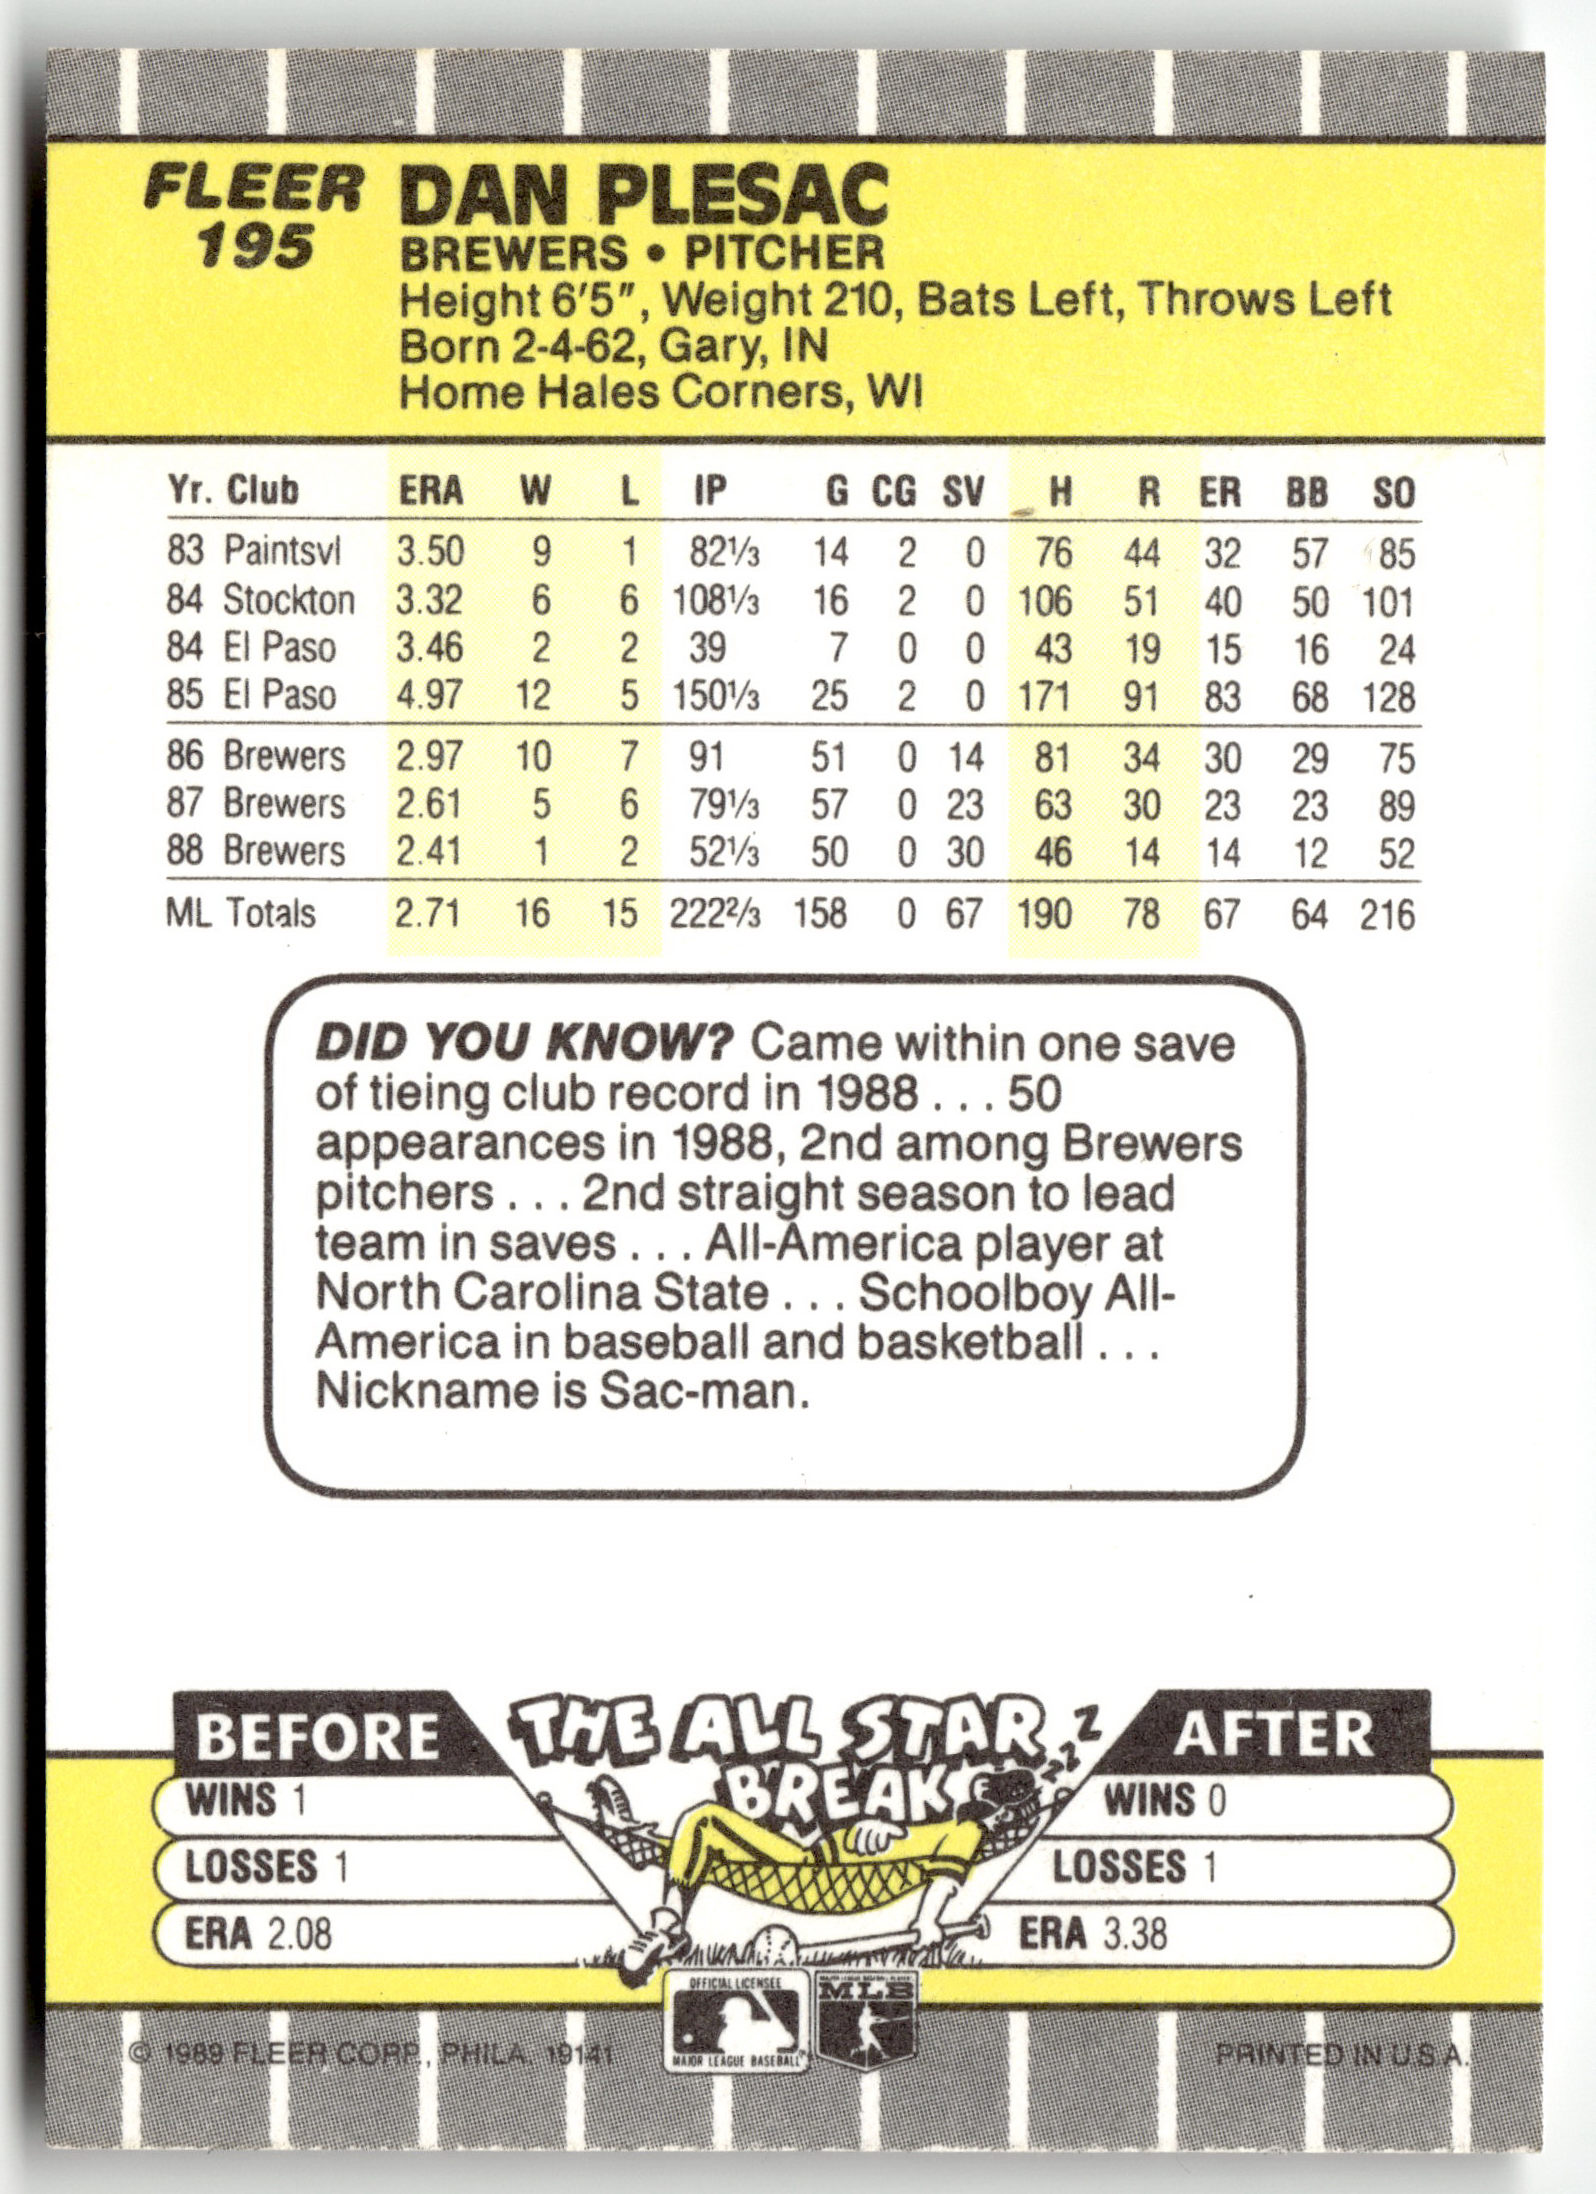 FLEER DAN PLESAC
195 BREWERS • PITCHER
Height 6'5", Weight 210, Bats Left, Throws Left
Born 2-4-62, Gary, IN
Home Hales Corners, WI
Yr. Club ERA W L IP G CG SV H R ER BB SO
83 Paintsvl 3.50 9 1 82⅓ 14 2 0 76 44 32 57 85
84 Stockton 3.32 6 6 108⅓ 16 2 0 106 51 40 50 101
84 El Paso 3.46 2 2 39 7 0 0 43 19 15 16 24
85 El Paso 4.97 12 5 150⅓ 25 2 0 171 91 83 68 128
86 Brewers 2.97 10 7 91 51 0 14 81 34 30 29 75
87 Brewers 2.61 5 6 79⅓ 57 0 23 63 30 23 23 89
88 Brewers 2.41 1 2 52⅓ 50 0 30 46 14 14 12 52
ML Totals 2.71 16 15 222⅔ 158 0 67 190 78 67 64 216
DID YOU KNOW? Came within one save
of tieing club record in 1988 . . . 50
appearances in 1988, 2nd among Brewers
pitchers . . . 2nd straight season to lead
team in saves . . . All-America player at
North Carolina State . . . Schoolboy All-
America in baseball and basketball . . .
Nickname is Sac-man.
BEFORE THE ALL STAR BREAK zzzZ AFTER
WINS 1 WINS 0
LOSSES 1 LOSSES 1
ERA 2.08 ERA 3.38
OFFICIAL LICENSEE
MAJOR LEAGUE BASEBALL
MLB
© 1989 FLEER CORP., PHILA. 19141 PRINTED IN U.S.A.